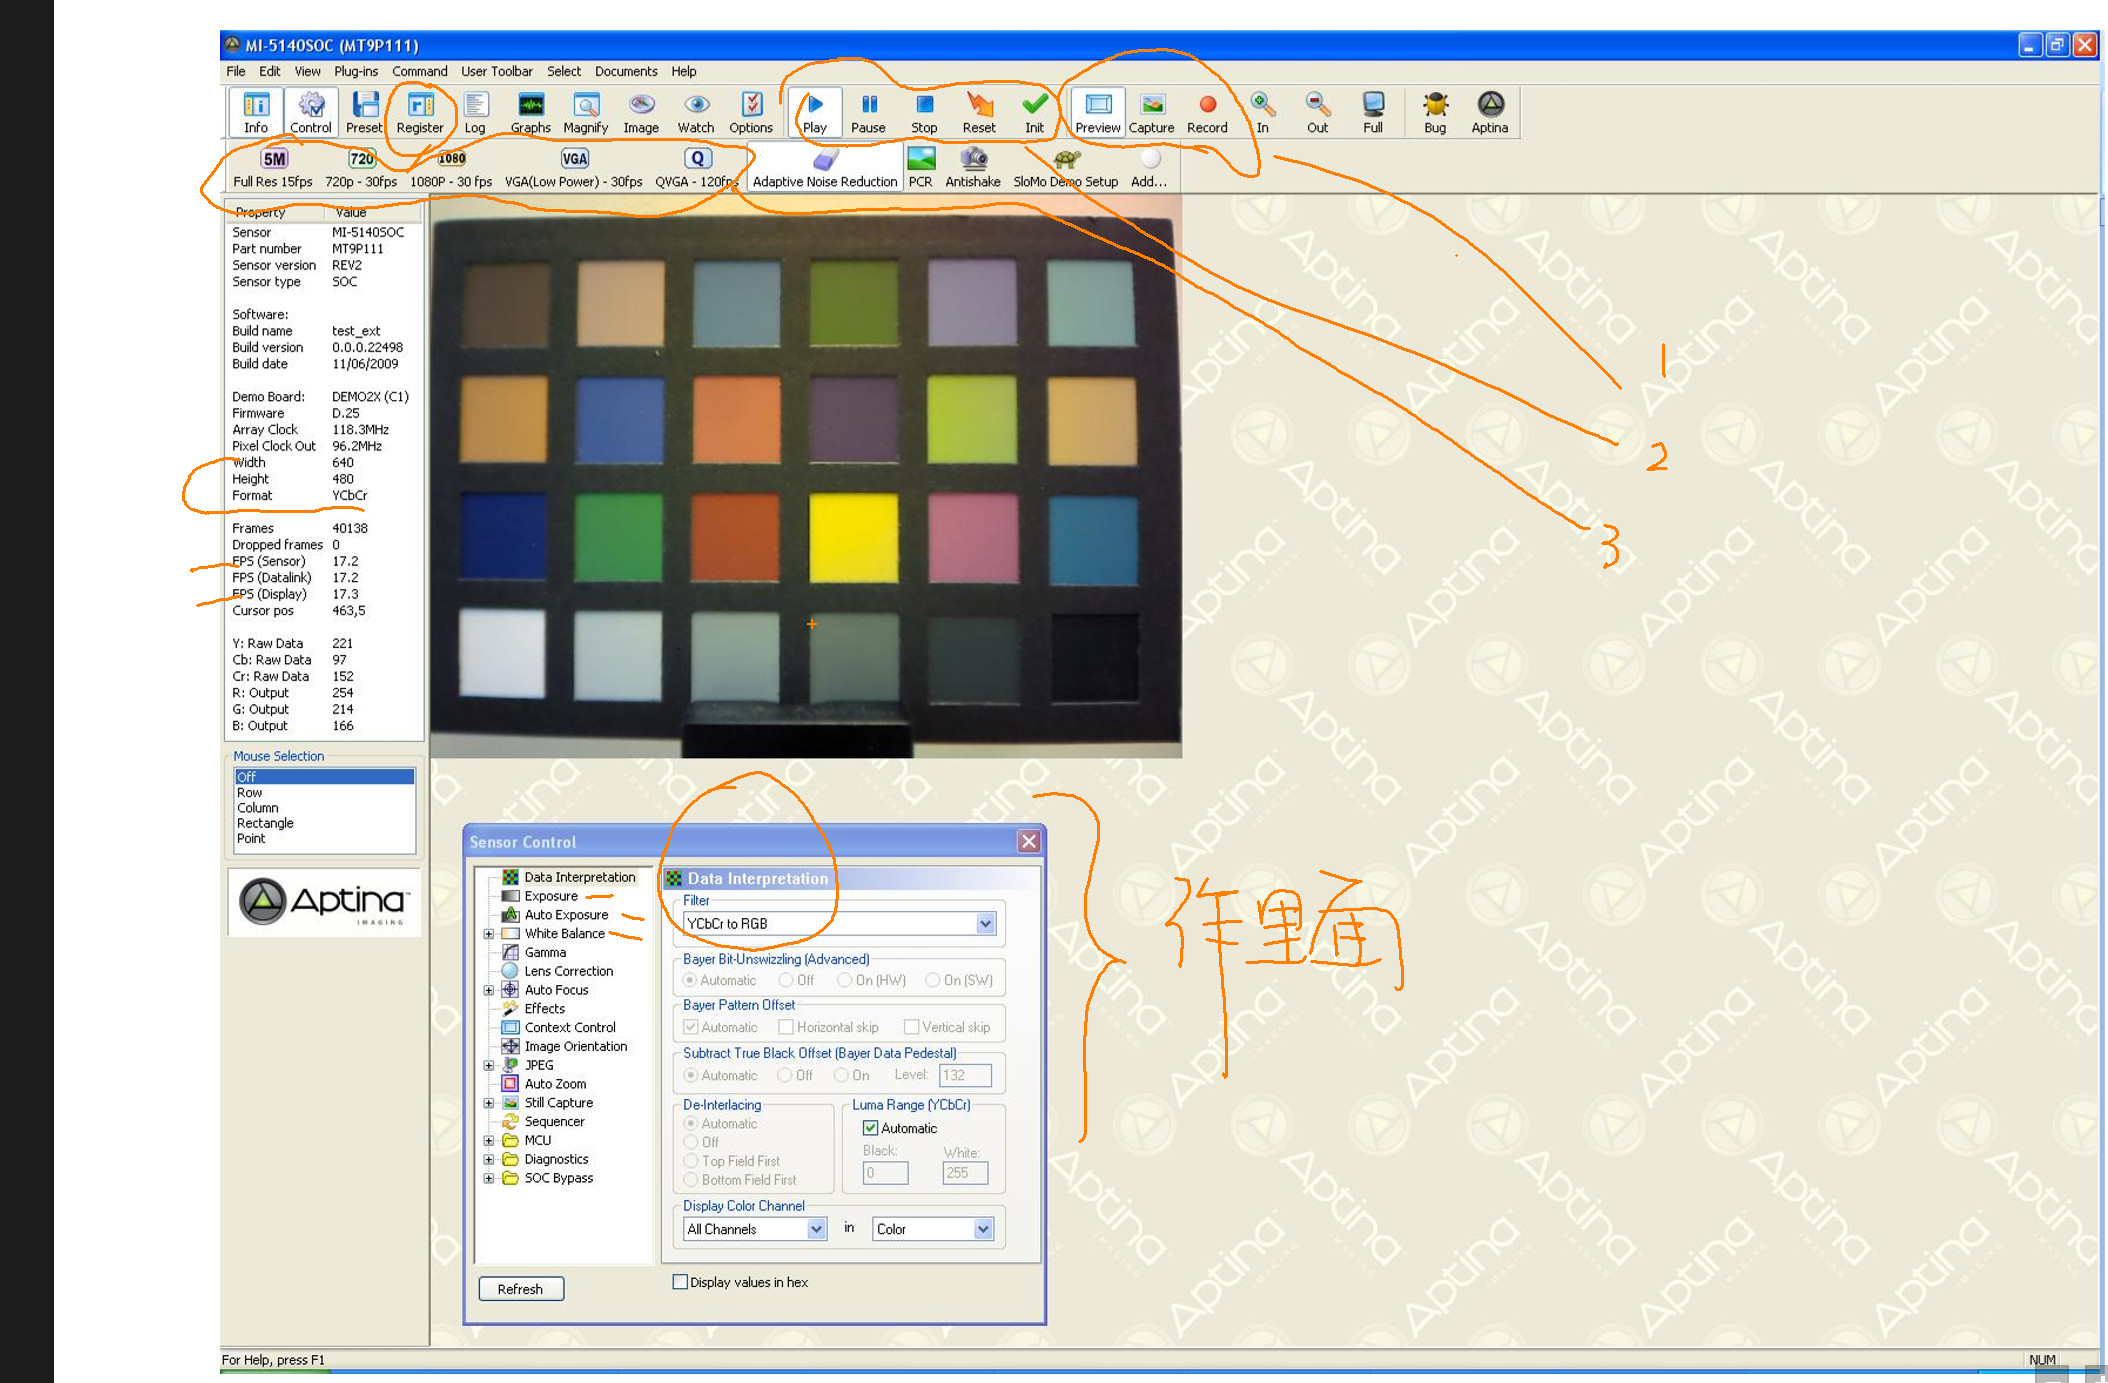 MI-5140SOC (MT9P111)
File Edit View Plug-ins Command User Toolbar Select Documents Help
Info Control Preset Register Log Graphs Magnify Image Watch Options Play Pause Stop Reset Init Preview Capture Record In Out Full Bug Aptina
5M 720 1080 VGA Q
Full Res 15fps 720p - 30fps 1080P - 30 fps VGA(Low Power) - 30fps QVGA - 120fps Adaptive Noise Reduction PCR Antishake SloMo Demo Setup Add...
Property Value
Sensor MI-5140SOC
Part number MT9P111
Sensor version REV2
Sensor type SOC
Software:
Build name test_ext
Build version 0.0.0.22498
Build date 11/06/2009
Demo Board: DEMO2X (C1)
Firmware D.25
Array Clock 118.3MHz
Pixel Clock Out 96.2MHz
Width 640
Height 480
Format YCbCr
Frames 40138
Dropped frames 0
FPS (Sensor) 17.2
FPS (Datalink) 17.2
FPS (Display) 17.3
Cursor pos 463,5
Y: Raw Data 221
Cb: Raw Data 97
Cr: Raw Data 152
R: Output 254
G: Output 214
B: Output 166
1
2
3
Mouse Selection
Off
Row
Column
Rectangle
Point
Aptina
IMAGING
Sensor Control
Data Interpretation
Exposure
Auto Exposure
White Balance
Gamma
Lens Correction
Auto Focus
Effects
Context Control
Image Orientation
JPEG
Auto Zoom
Still Capture
Sequencer
MCU
Diagnostics
SOC Bypass
Refresh
Data Interpretation
Filter
YCbCr to RGB
Bayer Bit-Unswizzling (Advanced)
Automatic Off On (HW) On (SW)
Bayer Pattern Offset
Automatic Horizontal skip Vertical skip
Subtract True Black Offset (Bayer Data Pedestal)
Automatic Off On Level: 132
De-Interlacing
Automatic
Off
Top Field First
Bottom Field First
Luma Range (YCbCr)
Automatic
Black: White:
0 255
Display Color Channel
All Channels in Color
Display values in hex
里面
For Help, press F1
NUM